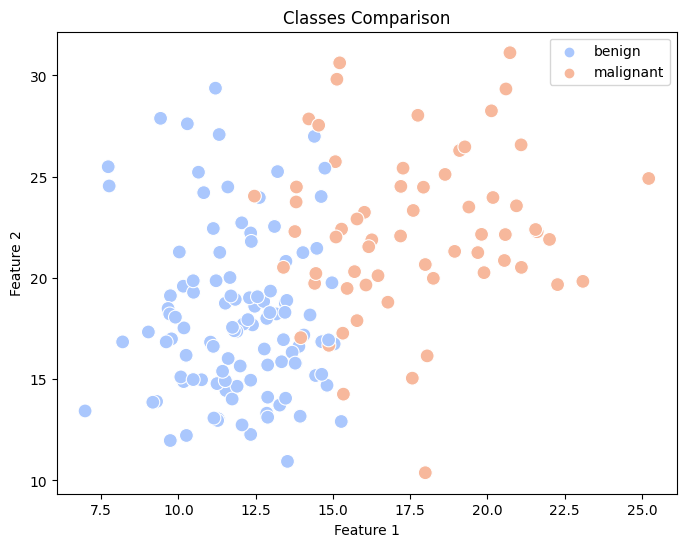 Classes Comparison
benign
malignant
30
25
20
15
10
Feature 2
7.5 10.0 12.5 15.0 17.5 20.0 22.5 25.0
Feature 1